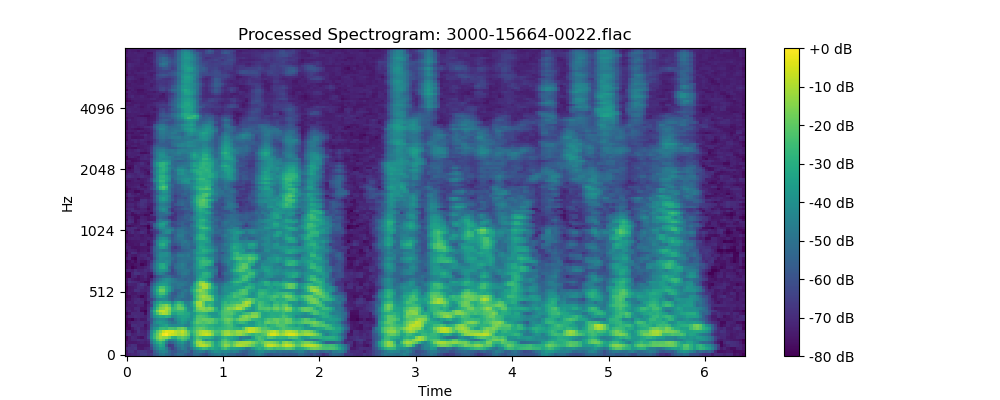 Processed Spectrogram: 3000-15664-0022.flac
Hz
4096
2048
1024
512
0
0 1 2 3 4 5 6
Time
+0 dB
-10 dB
-20 dB
-30 dB
-40 dB
-50 dB
-60 dB
-70 dB
-80 dB